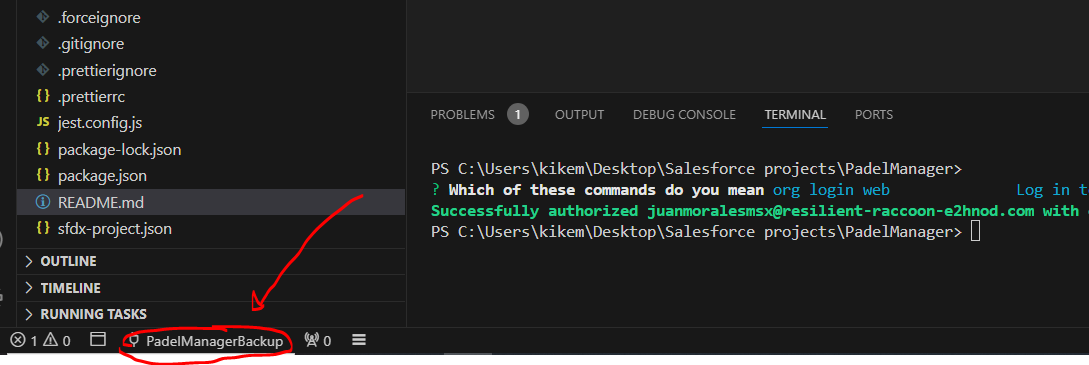 .forceignore
.gitignore
.prettierignore
.prettierrc
JS jest.config.js
package-lock.json
package.json
README.md
sfdx-project.json
OUTLINE
TIMELINE
RUNNING TASKS
1 0 PadelManagerBackup 0
PROBLEMS 1 OUTPUT DEBUG CONSOLE TERMINAL PORTS
PS C:\Users\kikem\Desktop\Salesforce projects\PadelManager>
? Which of these commands do you mean org login web Log in t
Successfully authorized juanmoralesmsx@resilient-raccoon-e2hnod.com with
PS C:\Users\kikem\Desktop\Salesforce projects\PadelManager>